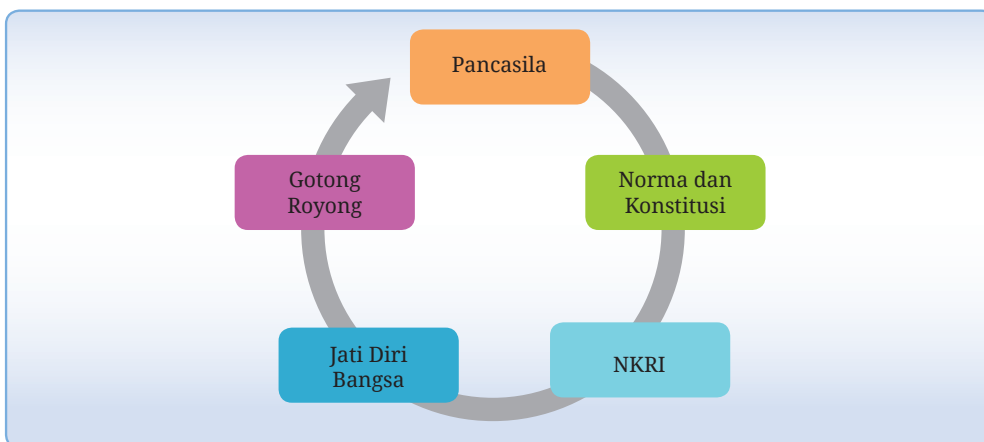 Pancasila
Norma dan
Konstitusi
NKRI
Jati Diri
Bangsa
Gotong
Royong